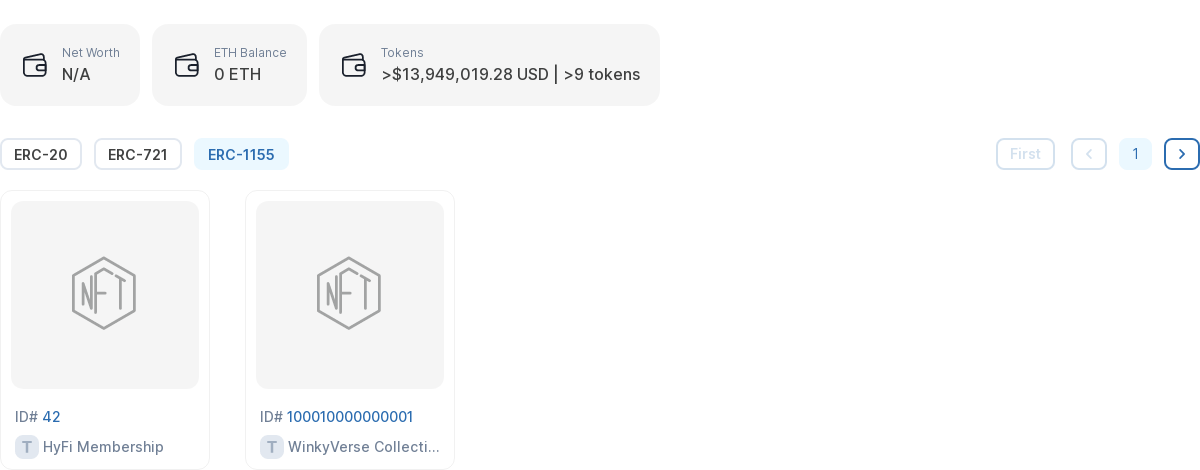 Net Worth
N/A
ETH Balance
0 ETH
Tokens
>$13,949,019.28 USD | >9 tokens
ERC-20
ERC-721
ERC-1155
First
1
NFT
NFT
ID# 42
T HyFi Membership
ID# 100010000000001
T WinkyVerse Collecti...